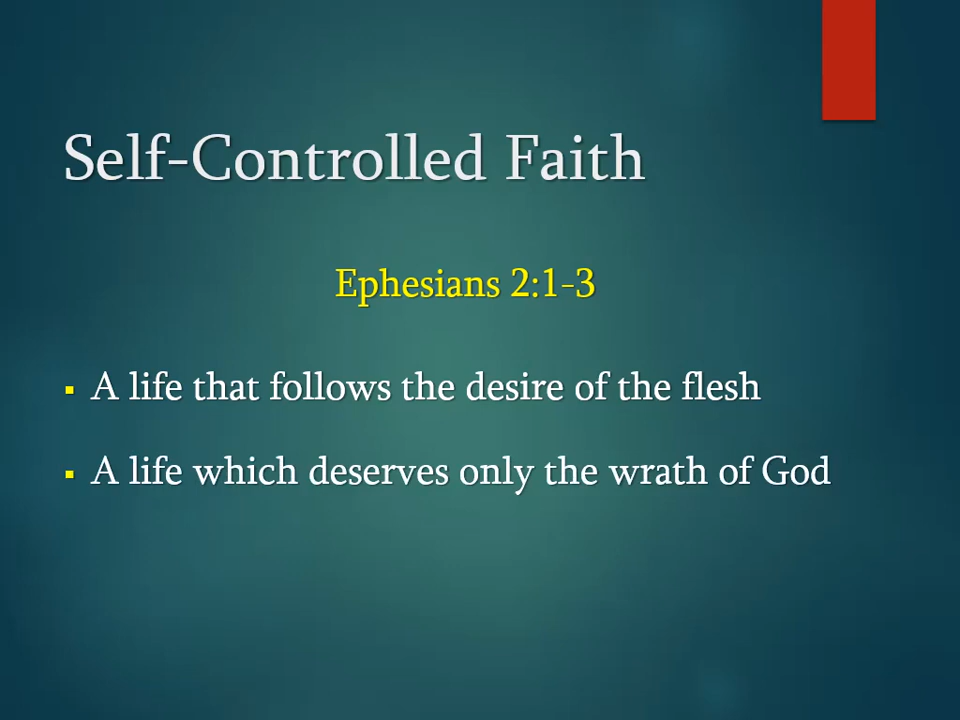 Self-Controlled Faith
Ephesians 2:1-3
▪ A life that follows the desire of the flesh
▪ A life which deserves only the wrath of God